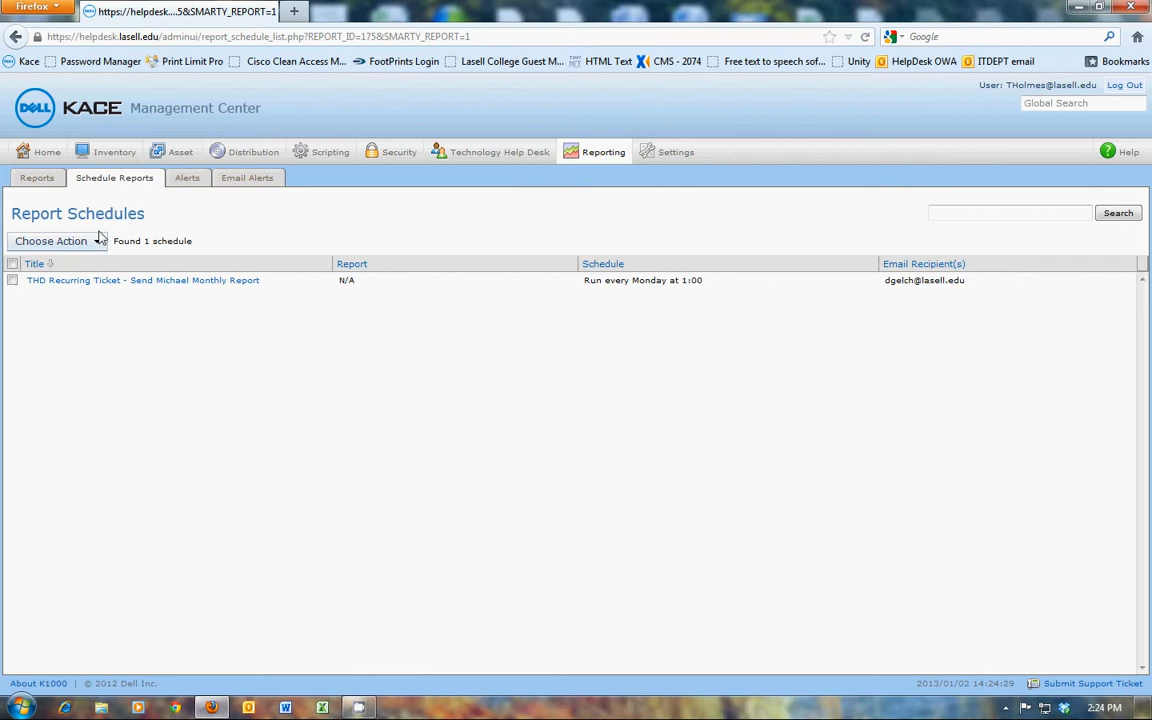 Firefox
https://helpdesk....5&SMARTY_REPORT=1
https://helpdesk.lasell.edu/adminui/report_schedule_list.php?REPORT_ID=175&SMARTY_REPORT=1
Google
Kace Password Manager Print Limit Pro Cisco Clean Access M... FootPrints Login Lasell College Guest M... HTML Text CMS - 2074 Free text to speech sof... Unity HelpDesk OWA ITDEPT email Bookmarks
User: THolmes@lasell.edu Log Out
DELL KACE Management Center
Global Search
Home Inventory Asset Distribution Scripting Security Technology Help Desk Reporting Settings Help
Reports Schedule Reports Alerts Email Alerts
Report Schedules
Search
Choose Action Found 1 schedule
Title Report Schedule Email Recipient(s)
THD Recurring Ticket - Send Michael Monthly Report N/A Run every Monday at 1:00 dgelch@lasell.edu
About K1000 | © 2012 Dell Inc. 2013/01/02 14:24:29 Submit Support Ticket
2:24 PM